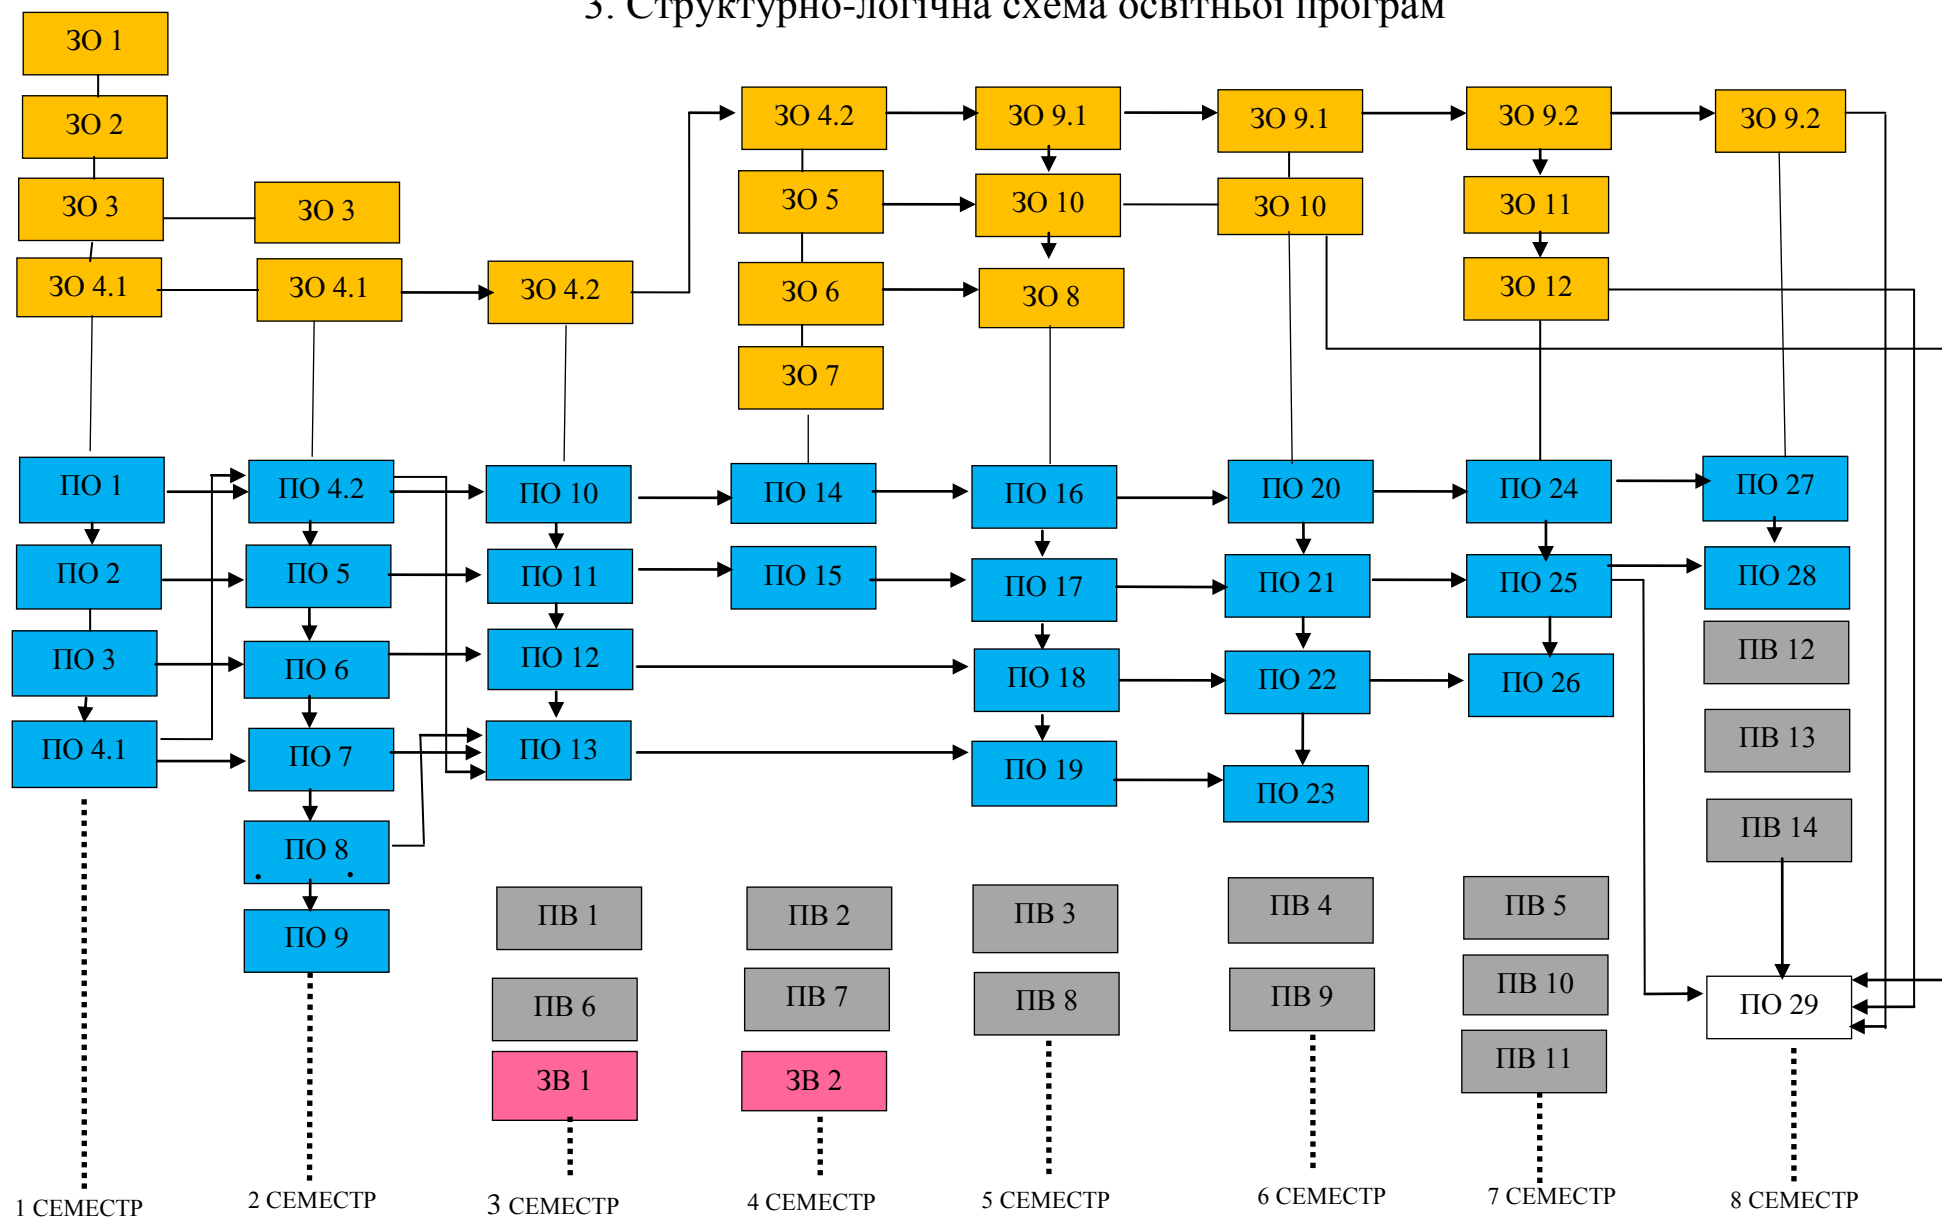 3. Структурно-логічна схема освітньої програм
ЗО 1
ЗО 2
ЗО 3
ЗО 4.1
ПО 1
ПО 2
ПО 3
ПО 4.1
1 СЕМЕСТР
ЗО 3
ЗО 4.1
ПО 4.2
ПО 5
ПО 6
ПО 7
ПО 8
ПО 9
2 СЕМЕСТР
ЗО 4.2
ПО 10
ПО 11
ПО 12
ПО 13
ПВ 1
ПВ 6
ЗВ 1
3 СЕМЕСТР
ЗО 4.2
ЗО 5
ЗО 6
ЗО 7
ПО 14
ПО 15
ПВ 2
ПВ 7
ЗВ 2
4 СЕМЕСТР
ЗО 9.1
ЗО 10
ЗО 8
ПО 16
ПО 17
ПО 18
ПО 19
ПВ 3
ПВ 8
5 СЕМЕСТР
ЗО 9.1
ЗО 10
ПО 20
ПО 21
ПО 22
ПО 23
ПВ 4
ПВ 9
6 СЕМЕСТР
ЗО 9.2
ЗО 11
ЗО 12
ПО 24
ПО 25
ПО 26
ПВ 5
ПВ 10
ПВ 11
7 СЕМЕСТР
ЗО 9.2
ПО 27
ПО 28
ПВ 12
ПВ 13
ПВ 14
ПО 29
8 СЕМЕСТР